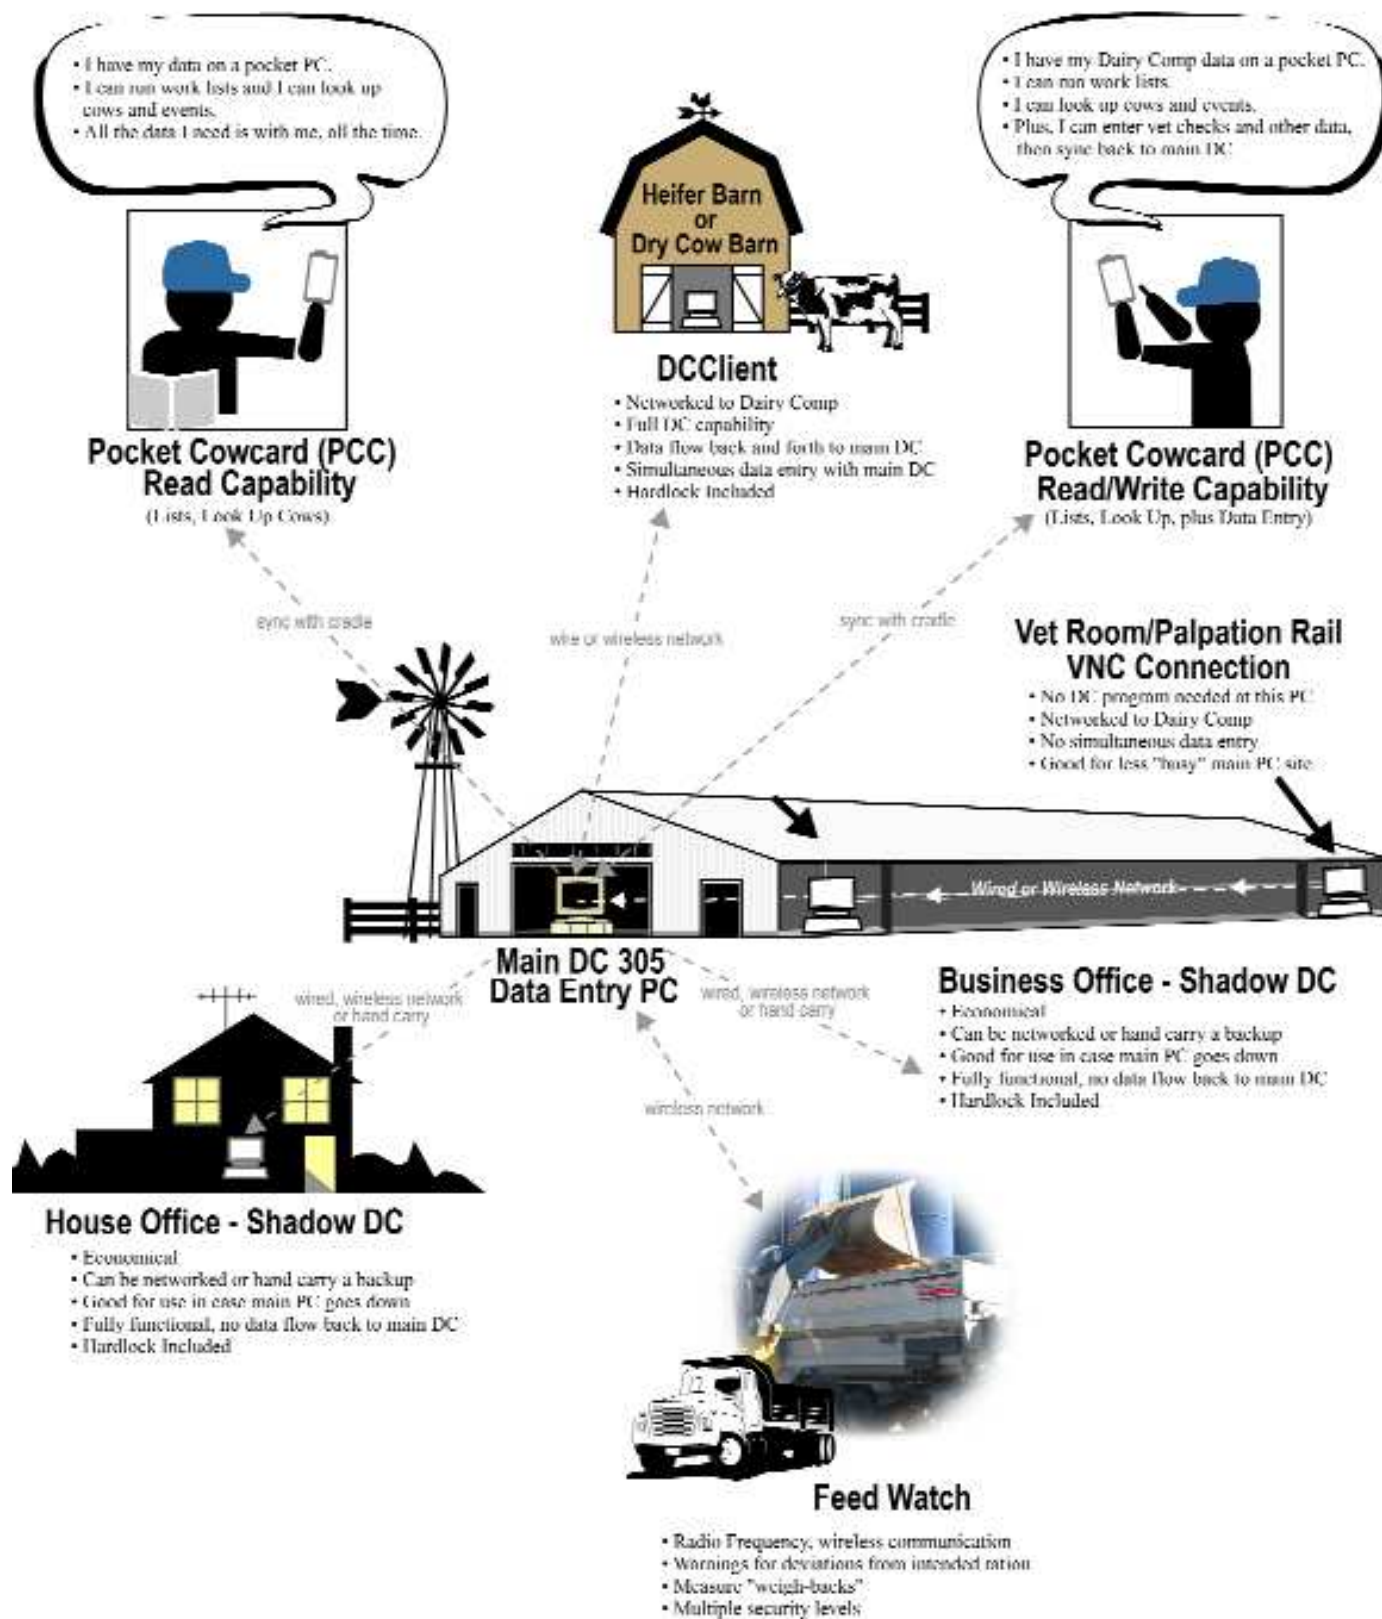 • I have my data on a pocket PC.
• I can run work lists and I can look up
cows and events.
• All the data I need is with me, all the time.
• I have my Dairy Comp data on a pocket PC.
• I can run work lists.
• I can look up cows and events.
• Plus, I can enter vet checks and other data,
then sync back to main DC
Heifer Barn
or
Dry Cow Barn
DCClient
• Networked to Dairy Comp
• Full DC capability
• Data flow back and forth to main DC
• Simultaneous data entry with main DC
• Hardlock Included
Pocket Cowcard (PCC)
Read Capability
(Lists, Look Up Cows)
Pocket Cowcard (PCC)
Read/Write Capability
(Lists, Look Up, plus Data Entry)
sync with cradle
wire or wireless network
sync with cradle
Vet Room/Palpation Rail
VNC Connection
• No DC program needed at this PC
• Networked to Dairy Comp
• No simultaneous data entry
• Good for less "busy" main PC site
Wired or Wireless Network
Main DC 305
Data Entry PC
wired, wireless network
or hand carry
wired, wireless network
or hand carry
wireless network
Business Office - Shadow DC
• Economical
• Can be networked or hand carry a backup
• Good for use in case main PC goes down
• Fully functional, no data flow back to main DC
• Hardlock Included
House Office - Shadow DC
• Economical
• Can be networked or hand carry a backup
• Good for use in case main PC goes down
• Fully functional, no data flow back to main DC
• Hardlock Included
Feed Watch
• Radio Frequency, wireless communication
• Warnings for deviations from intended ration
• Measure "weigh-backs"
• Multiple security levels